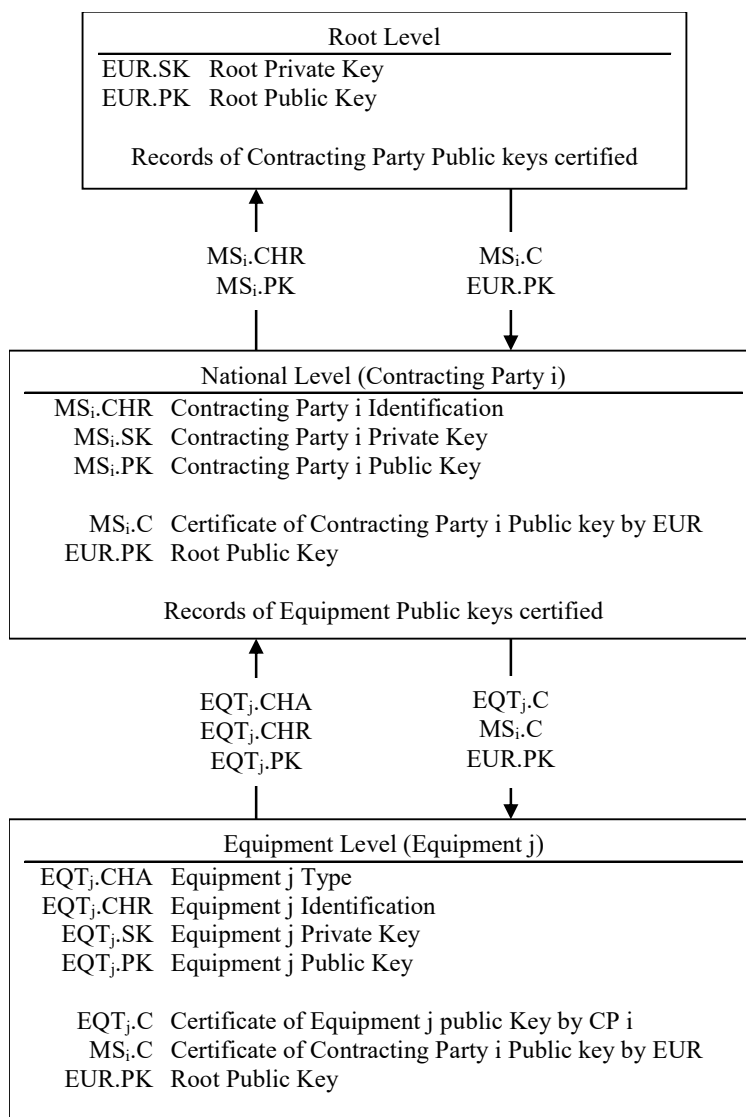 Root Level
EUR.SK Root Private Key
EUR.PK Root Public Key
Records of Contracting Party Public keys certified
MSi.CHR MSi.C
MSi.PK EUR.PK
National Level (Contracting Party i)
MSi.CHR Contracting Party i Identification
MSi.SK Contracting Party i Private Key
MSi.PK Contracting Party i Public Key
MSi.C Certificate of Contracting Party i Public key by EUR
EUR.PK Root Public Key
Records of Equipment Public keys certified
EQTj.CHA EQTj.C
EQTj.CHR MSi.C
EQTj.PK EUR.PK
Equipment Level (Equipment j)
EQTj.CHA Equipment j Type
EQTj.CHR Equipment j Identification
EQTj.SK Equipment j Private Key
EQTj.PK Equipment j Public Key
EQTj.C Certificate of Equipment j public Key by CP i
MSi.C Certificate of Contracting Party i Public key by EUR
EUR.PK Root Public Key